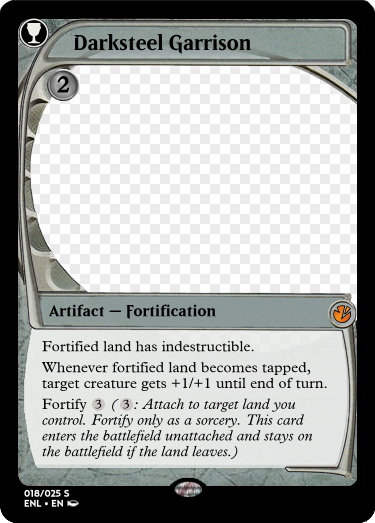 Darksteel Garrison
2
Artifact — Fortification
Fortified land has indestructible.
Whenever fortified land becomes tapped,
target creature gets +1/+1 until end of turn.
Fortify 3 (3: Attach to target land you
control. Fortify only as a sorcery. This card
enters the battlefield unattached and stays on
the battlefield if the land leaves.)
018/025 S
ENL • EN